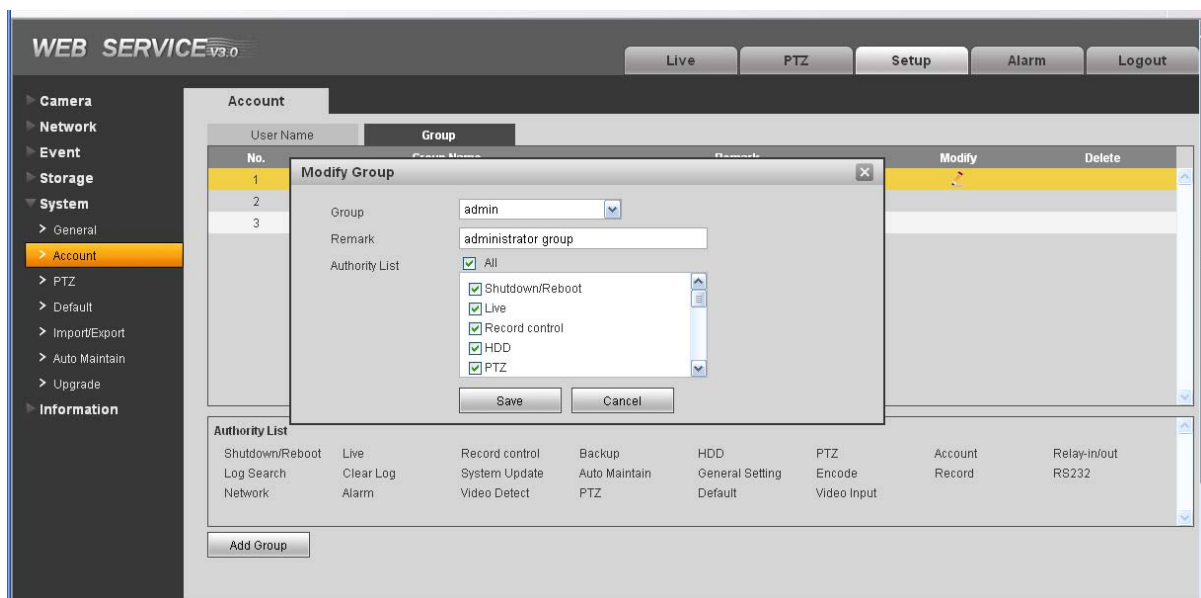 WEB SERVICE V3.0
Live PTZ Setup Alarm Logout
Camera
Network
Event
Storage
System
General
Account
PTZ
Default
Import/Export
Auto Maintain
Upgrade
Information
Account
User Name Group
No. Group Name Remark Modify Delete
1
2
3
Modify Group
Group admin
Remark administrator group
Authority List All
Shutdown/Reboot
Live
Record control
HDD
PTZ
Save Cancel
Authority List
Shutdown/Reboot Live Record control Backup HDD PTZ Account Relay-in/out
Log Search Clear Log System Update Auto Maintain General Setting Encode Record RS232
Network Alarm Video Detect PTZ Default Video Input
Add Group